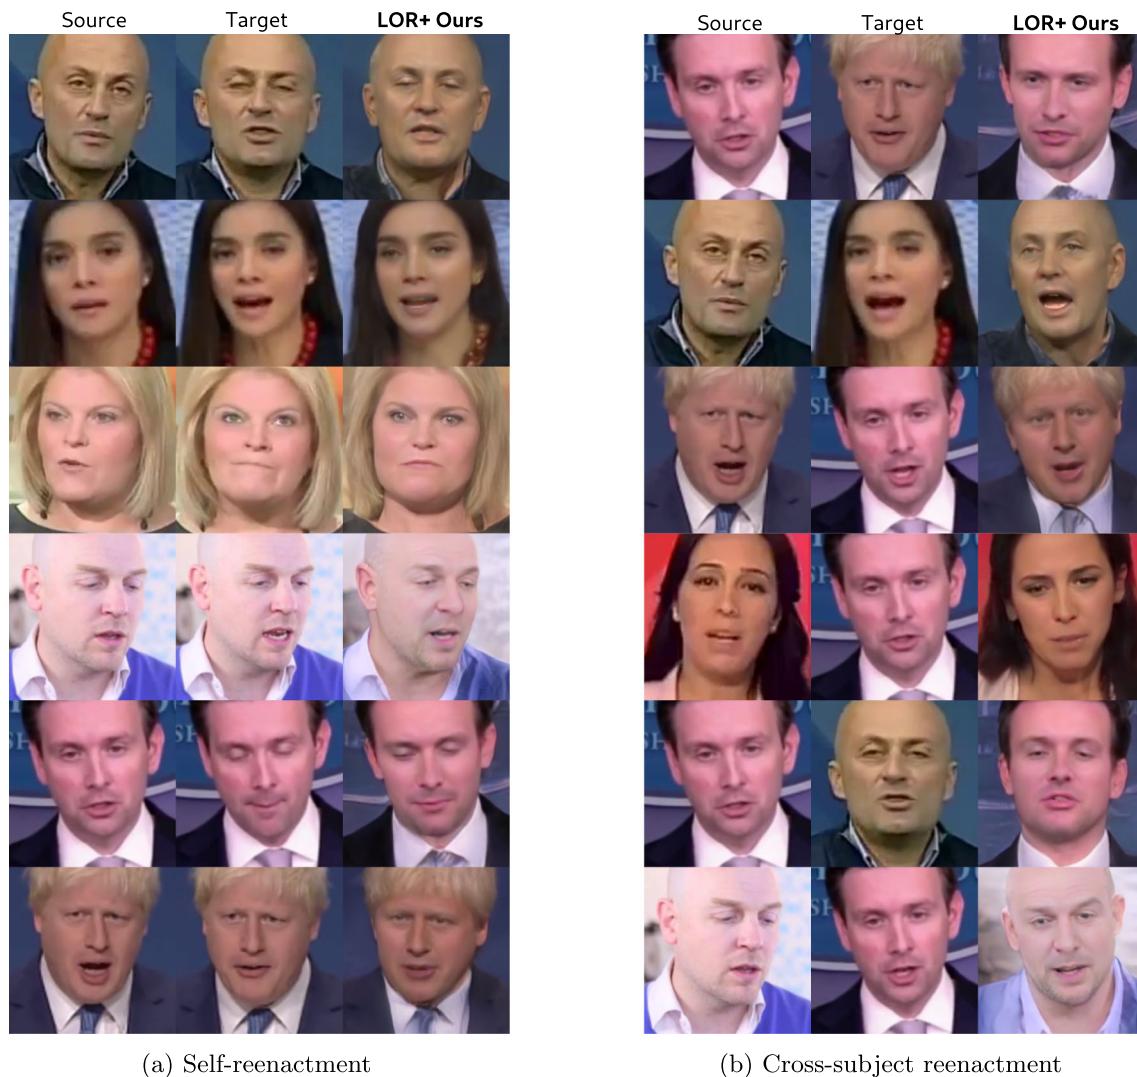 Source Target LOR+ Ours
Source Target LOR+ Ours
(a) Self-reenactment
(b) Cross-subject reenactment